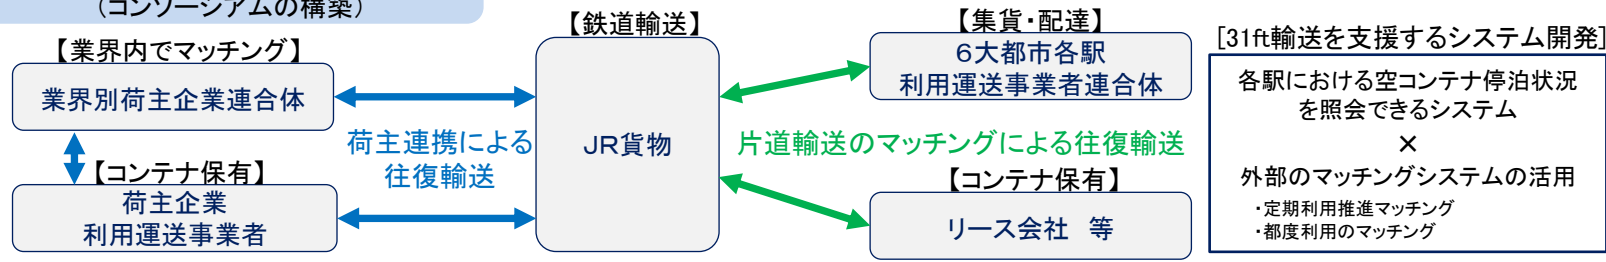 （コンソーシアムの構築）
【業界内でマッチング】
業界別荷主企業連合体
【コンテナ保有】
荷主企業
利用運送事業者
荷主連携による
往復輸送
【鉄道輸送】
JR貨物
【集貨・配達】
６大都市各駅
利用運送事業者連合体
片道輸送のマッチングによる往復輸送
【コンテナ保有】
リース会社　等
[31ft輸送を支援するシステム開発]
各駅における空コンテナ停泊状況
を照会できるシステム
×
外部のマッチングシステムの活用
・定期利用推進マッチング
・都度利用のマッチング